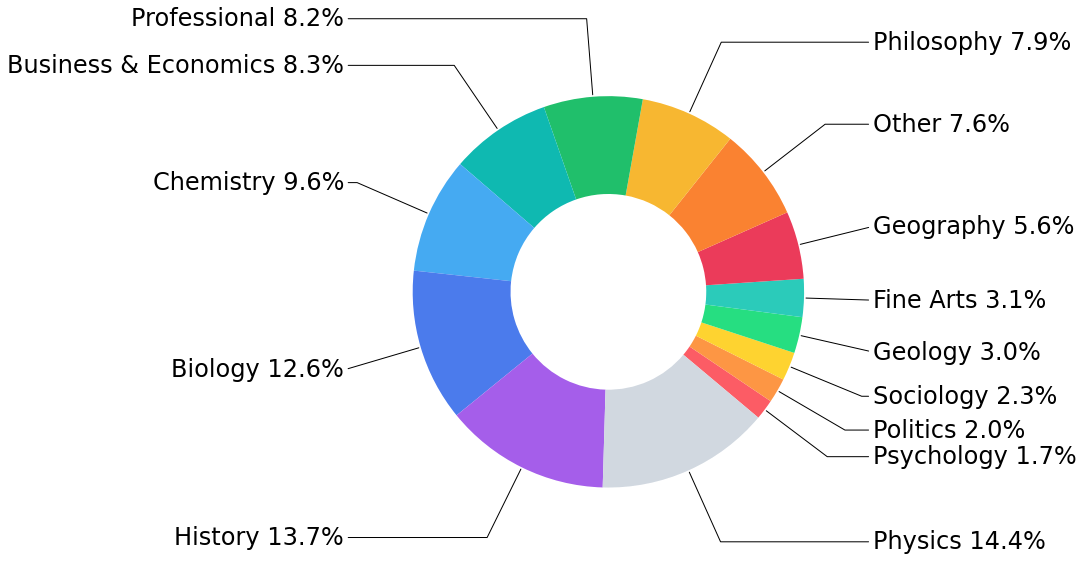 Professional 8.2%
Philosophy 7.9%
Business & Economics 8.3%
Other 7.6%
Chemistry 9.6%
Geography 5.6%
Fine Arts 3.1%
Geology 3.0%
Biology 12.6%
Sociology 2.3%
Politics 2.0%
Psychology 1.7%
History 13.7%
Physics 14.4%